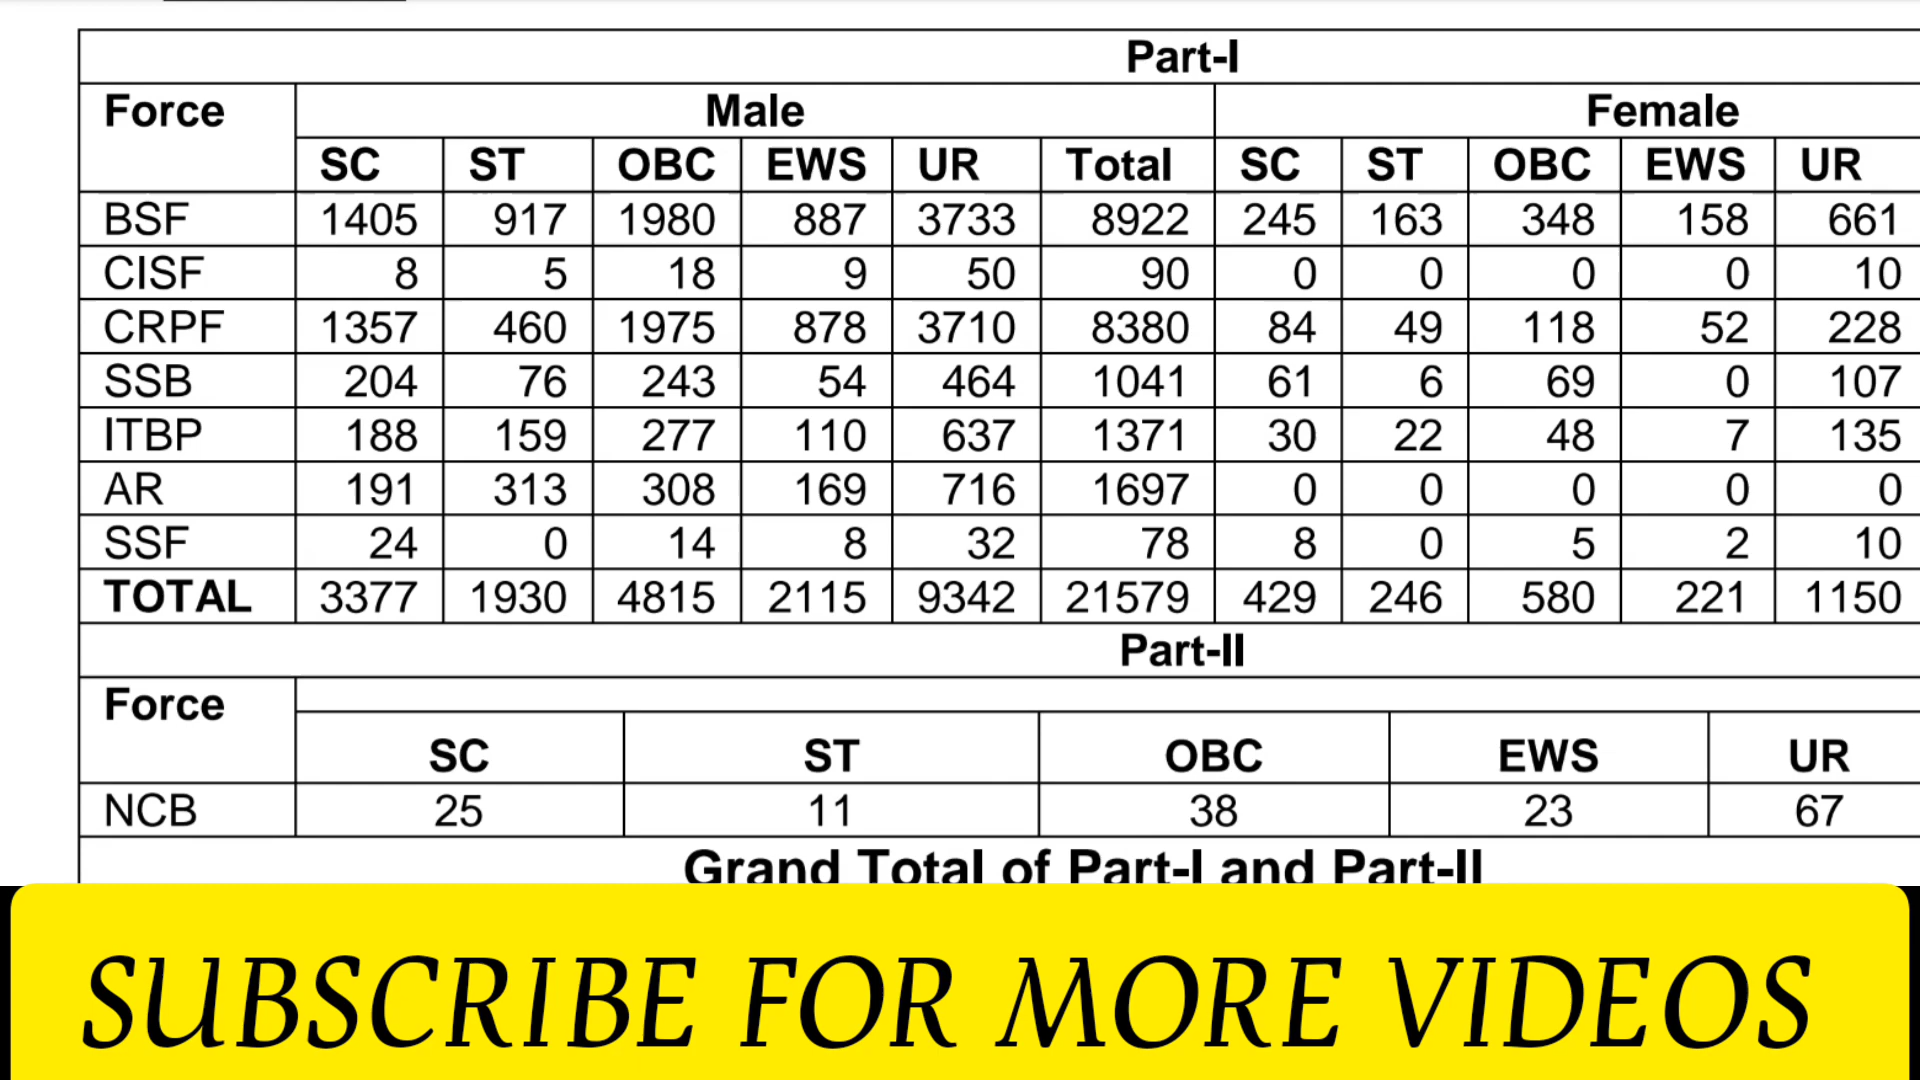 Part-I
Force Male Female
SC ST OBC EWS UR Total SC ST OBC EWS UR
BSF 1405 917 1980 887 3733 8922 245 163 348 158 661
CISF 8 5 18 9 50 90 0 0 0 0 10
CRPF 1357 460 1975 878 3710 8380 84 49 118 52 228
SSB 204 76 243 54 464 1041 61 6 69 0 107
ITBP 188 159 277 110 637 1371 30 22 48 7 135
AR 191 313 308 169 716 1697 0 0 0 0 0
SSF 24 0 14 8 32 78 8 0 5 2 10
TOTAL 3377 1930 4815 2115 9342 21579 429 246 580 221 1150
Part-II
Force
SC ST OBC EWS UR
NCB 25 11 38 23 67
Grand Total of Part-I and Part-II
SUBSCRIBE FOR MORE VIDEOS